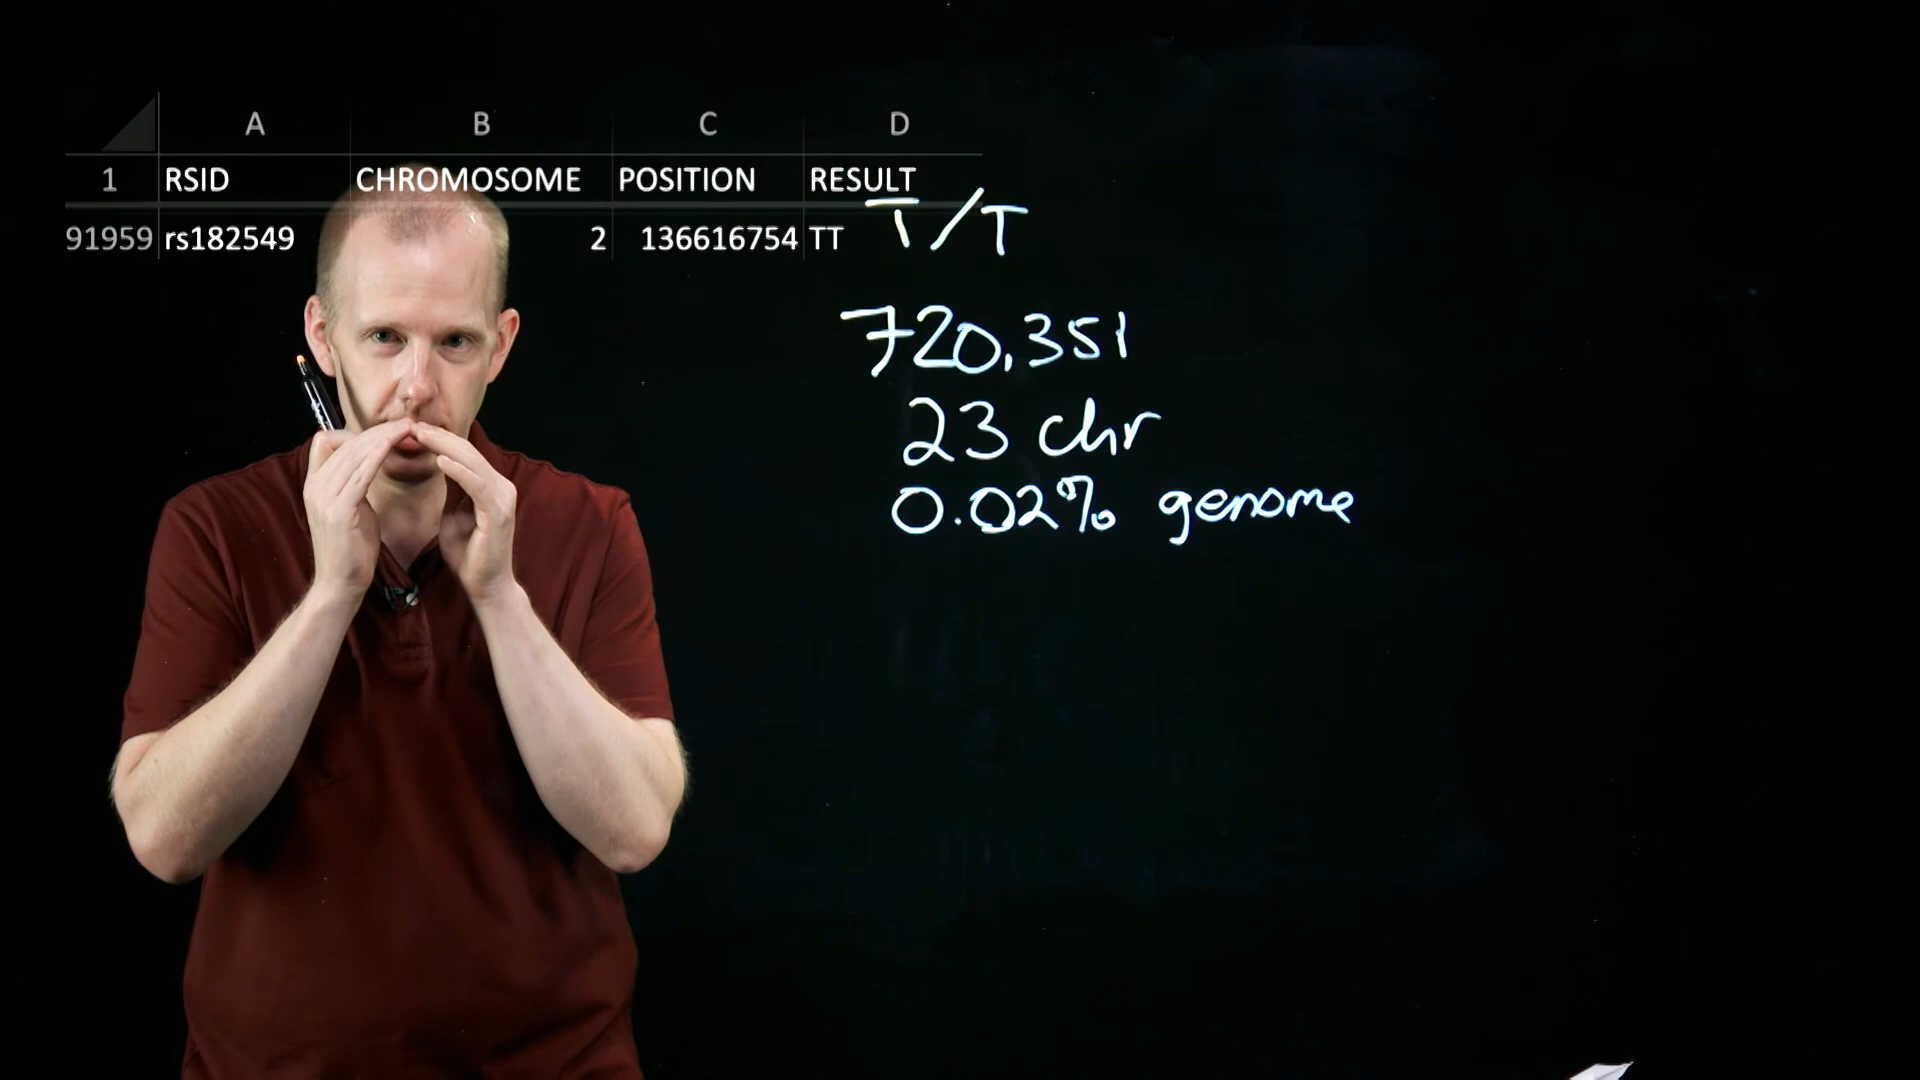 A B C D
1 RSID CHROMOSOME POSITION RESULT
91959 rs182549 2 136616754 TT
T/T
720,351
23 chr
0.02% genome